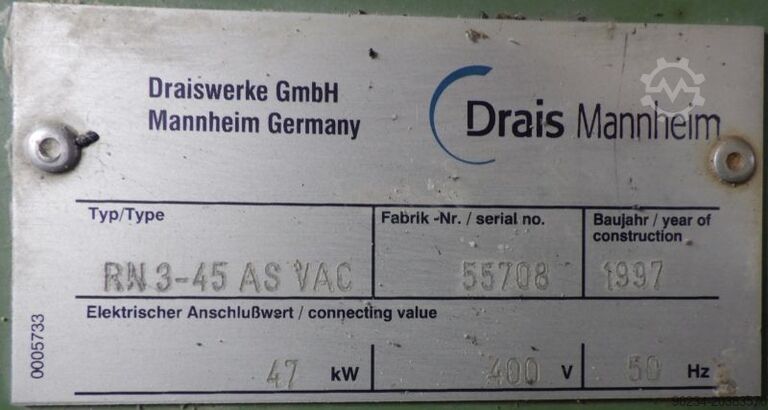 Draiswerke GmbH
Mannheim Germany
Drais Mannheim
Typ/Type
Fabrik -Nr. / serial no.
Baujahr / year of
construction
RN 3-45 AS VAC
55708
1997
Elektrischer Anschlußwert / connecting value
47 kW
400 V
50 Hz
0005733